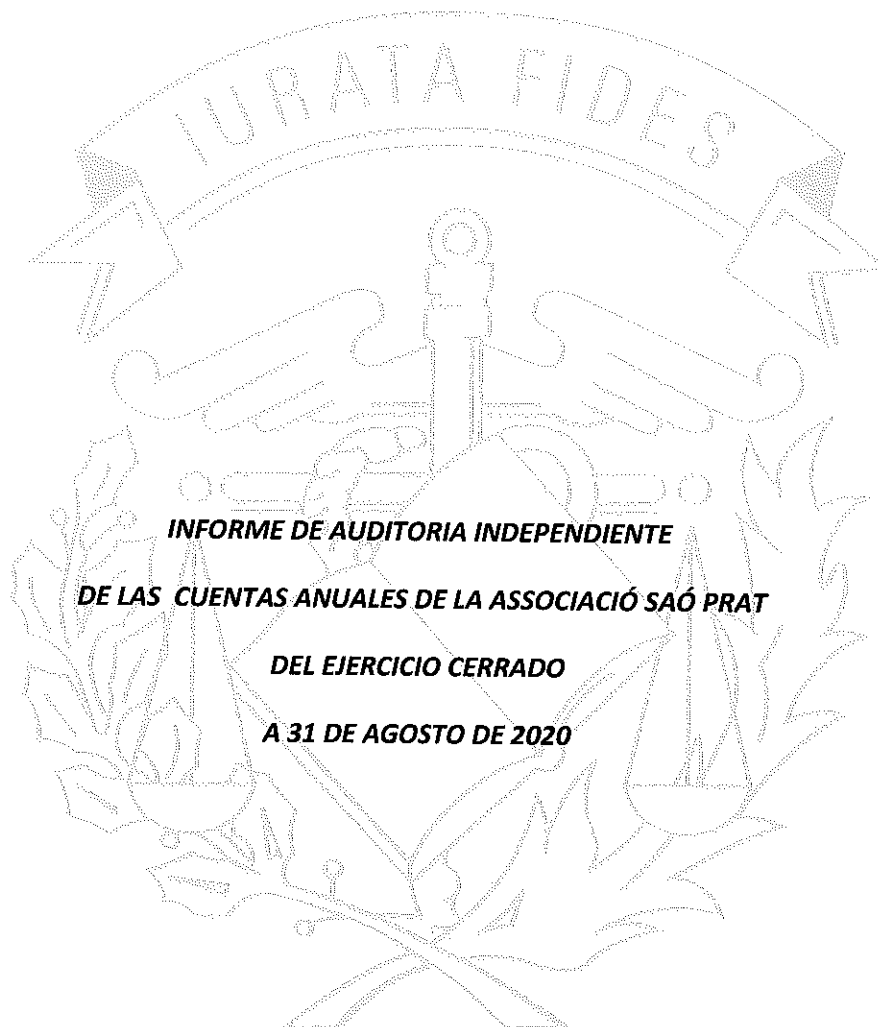 IURATA FIDES
INFORME DE AUDITORIA INDEPENDIENTE
DE LAS CUENTAS ANUALES DE LA ASSOCIACIÓ SAÓ PRAT
DEL EJERCICIO CERRADO
A 31 DE AGOSTO DE 2020